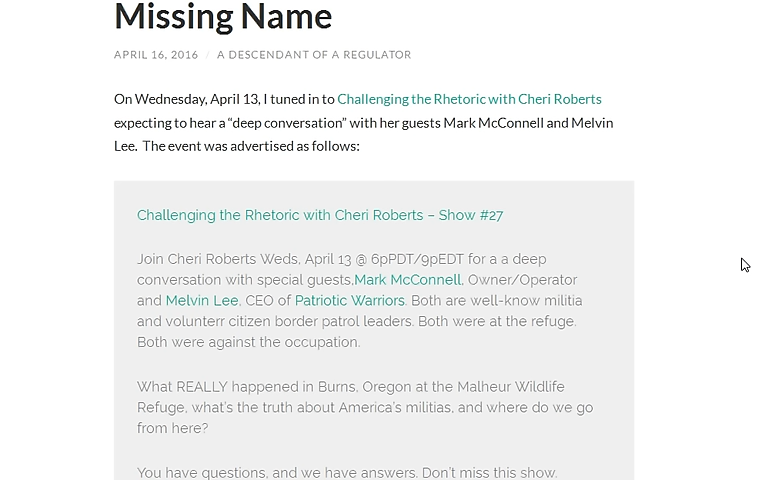 Missing Name
APRIL 16, 2016 / A DESCENDANT OF A REGULATOR
On Wednesday, April 13, I tuned in to Challenging the Rhetoric with Cheri Roberts
expecting to hear a “deep conversation” with her guests Mark McConnell and Melvin
Lee. The event was advertised as follows:
Challenging the Rhetoric with Cheri Roberts – Show #27
Join Cheri Roberts Weds, April 13 @ 6pPDT/9pEDT for a a deep
conversation with special guests,Mark McConnell, Owner/Operator
and Melvin Lee, CEO of Patriotic Warriors. Both are well-know militia
and volunterr citizen border patrol leaders. Both were at the refuge.
Both were against the occupation.
What REALLY happened in Burns, Oregon at the Malheur Wildlife
Refuge, what’s the truth about America’s militias, and where do we go
from here?
You have questions, and we have answers. Don’t miss this show.